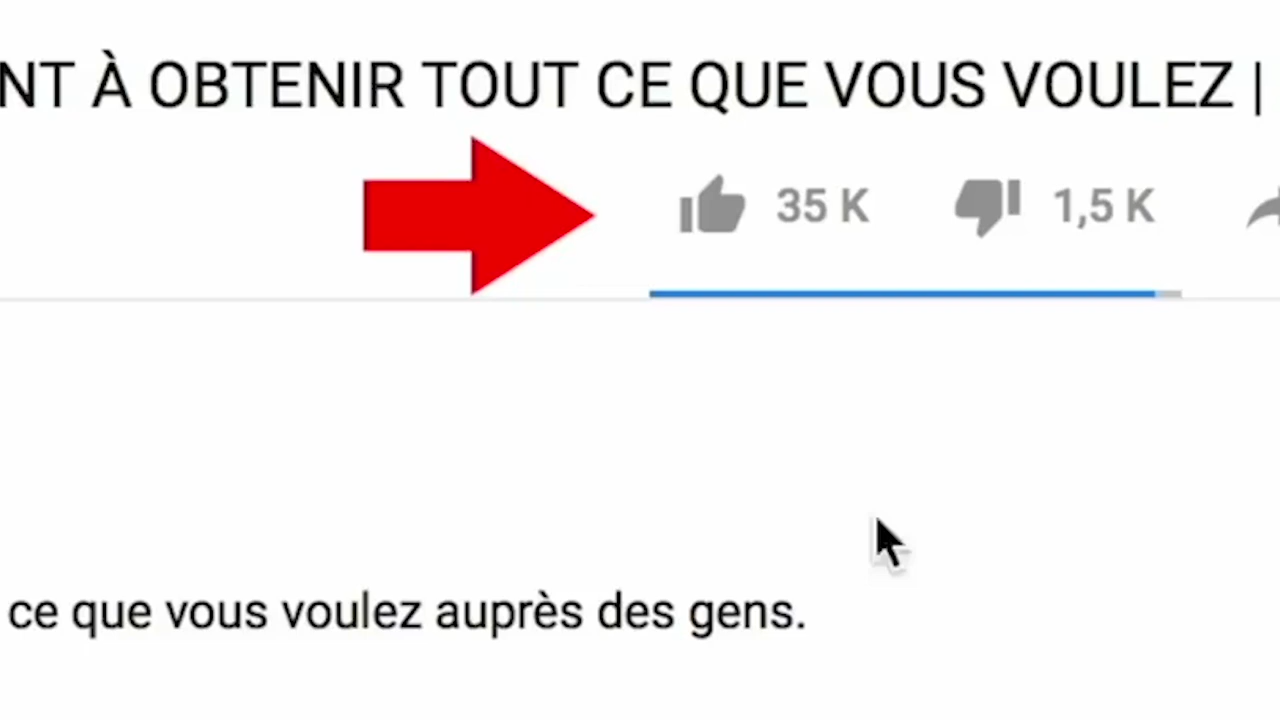 NT À OBTENIR TOUT CE QUE VOUS VOULEZ |
35 K 1,5 K
ce que vous voulez auprès des gens.